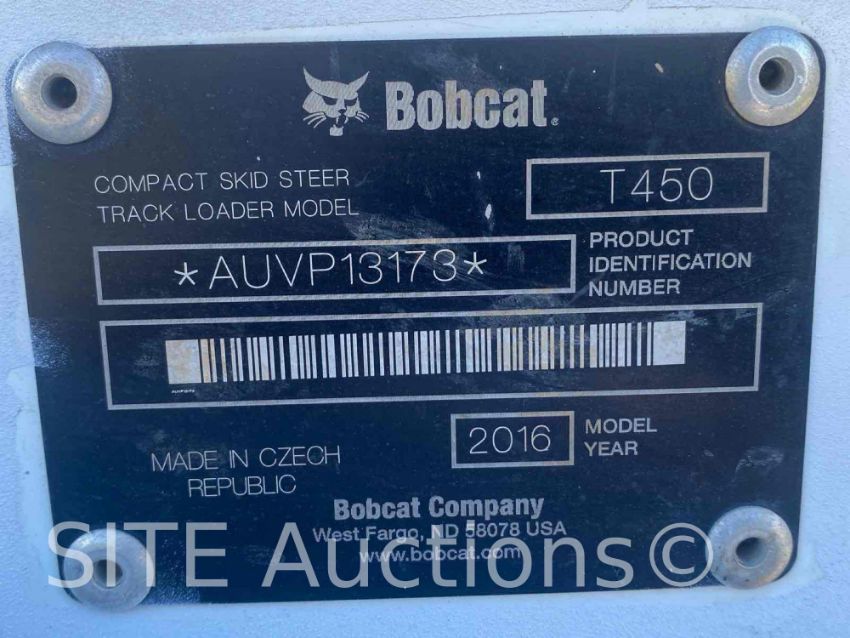 Bobcat®
COMPACT SKID STEER
TRACK LOADER MODEL
T450
*AUVP13173*
PRODUCT
IDENTIFICATION
NUMBER
2016
MODEL
YEAR
MADE IN CZECH
REPUBLIC
Bobcat Company
West Fargo, ND 58078 USA
www.bobcat.com
SITE Auctions©